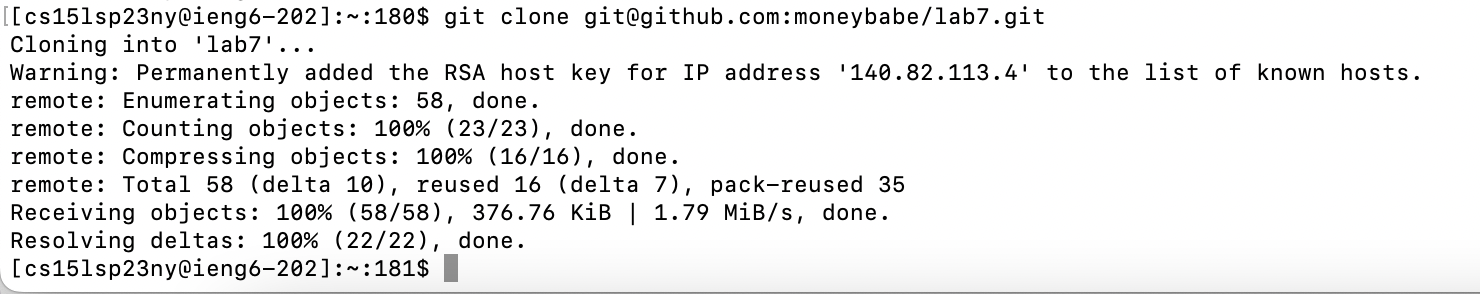 [[cs15lsp23ny@ieng6-202]:~:180$ git clone git@github.com:moneybabe/lab7.git
Cloning into 'lab7'...
Warning: Permanently added the RSA host key for IP address '140.82.113.4' to the list of known hosts.
remote: Enumerating objects: 58, done.
remote: Counting objects: 100% (23/23), done.
remote: Compressing objects: 100% (16/16), done.
remote: Total 58 (delta 10), reused 16 (delta 7), pack-reused 35
Receiving objects: 100% (58/58), 376.76 KiB | 1.79 MiB/s, done.
Resolving deltas: 100% (22/22), done.
[cs15lsp23ny@ieng6-202]:~:181$